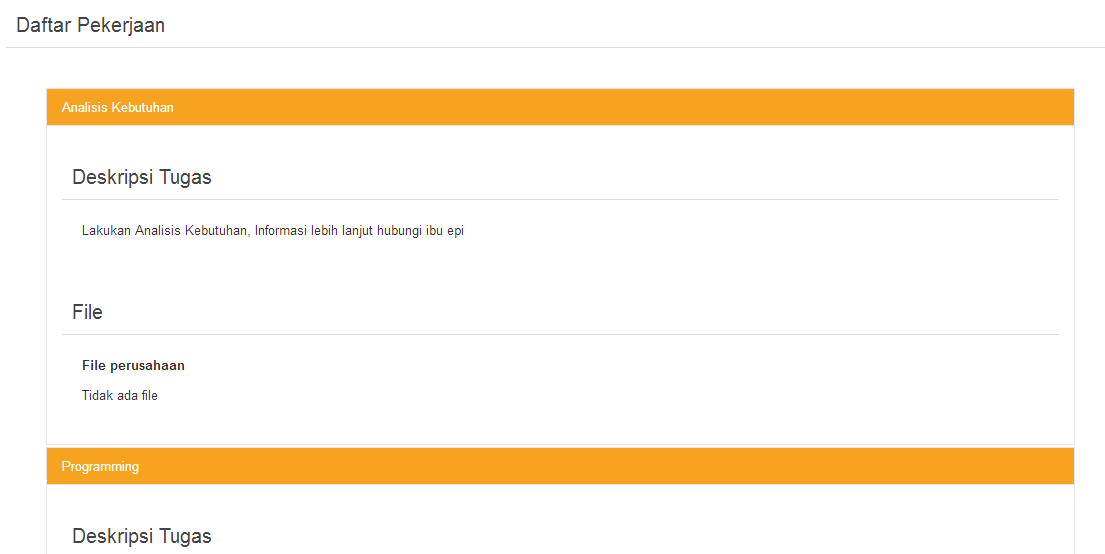 Daftar Pekerjaan
Analisis Kebutuhan
Deskripsi Tugas
Lakukan Analisis Kebutuhan, Informasi lebih lanjut hubungi ibu epi
File
File perusahaan
Tidak ada file
Programming
Deskripsi Tugas